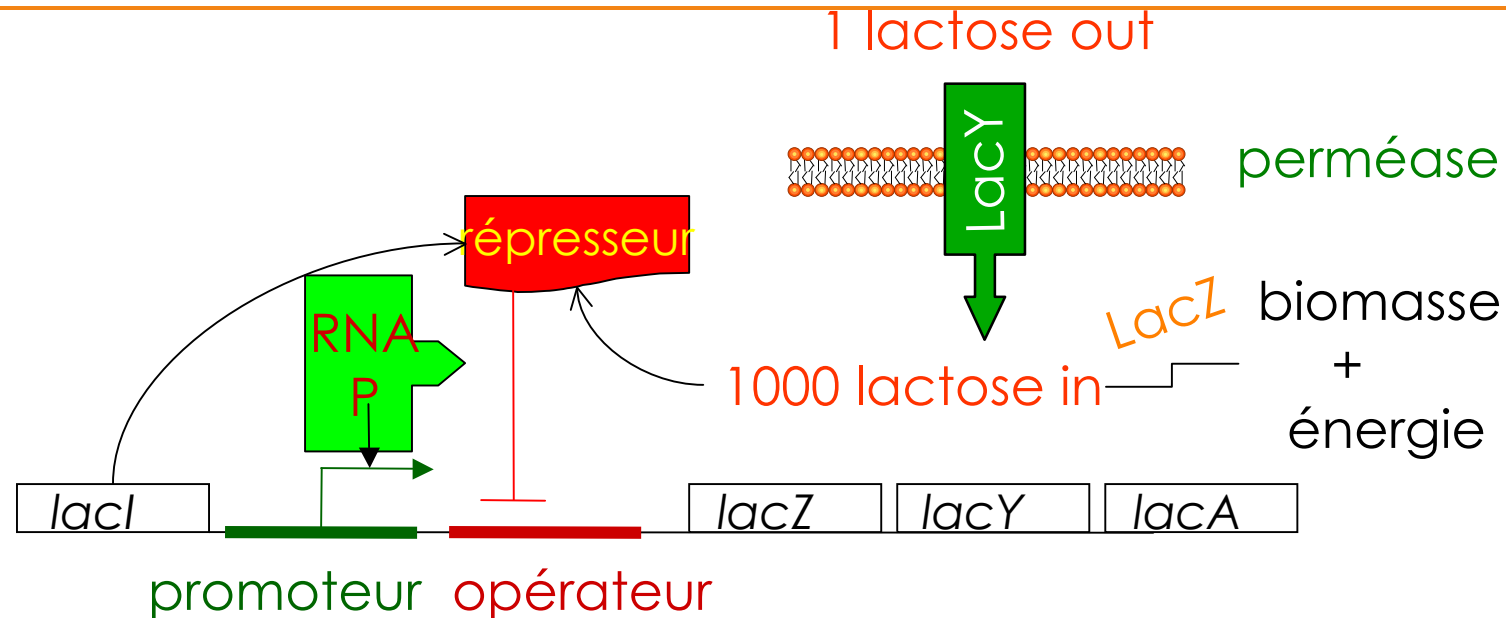 1 lactose out
LacY
perméase
répresseur
RNA
P
LacZ
biomasse
+
énergie
1000 lactose in
lacI
lacZ
lacY
lacA
promoteur
opérateur